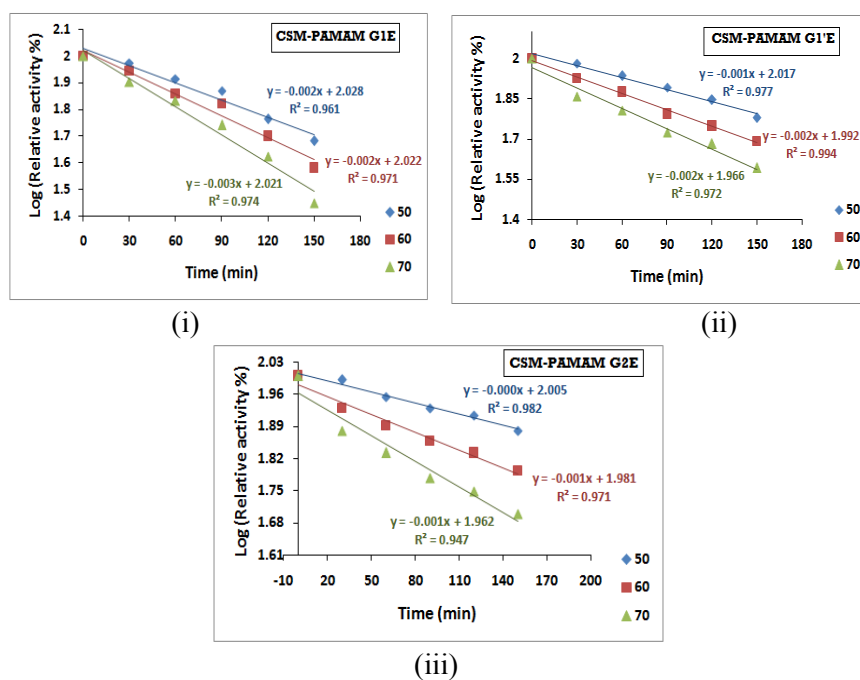 CSM-PAMAM G1E
Log (Relative activity %)
2.1
2
1.9
1.8
1.7
1.6
1.5
1.4
y = -0.002x + 2.028
R² = 0.961
y = -0.002x + 2.022
R² = 0.971
y = -0.003x + 2.021
R² = 0.974
0 30 60 90 120 150 180
Time (min)
50
60
70
(i)
CSM-PAMAM G1'E
Log (Relative activity %)
2
1.85
1.7
1.55
1.4
y = -0.001x + 2.017
R² = 0.977
y = -0.002x + 1.992
R² = 0.994
y = -0.002x + 1.966
R² = 0.972
0 30 60 90 120 150 180
Time (min)
50
60
70
(ii)
CSM-PAMAM G2E
Log (Relative activity %)
2.03
1.96
1.89
1.82
1.75
1.68
1.61
y = -0.000x + 2.005
R² = 0.982
y = -0.001x + 1.981
R² = 0.971
y = -0.001x + 1.962
R² = 0.947
-10 30 60 90 140 170 200
Time (min)
50
60
70
(iii)